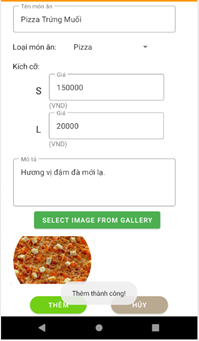 Tên món ăn
Pizza Trứng Muối
Loại món ăn: Pizza
Kích cỡ:
Giá
S 150000
(VND)
Giá
L 20000
(VND)
Mô tả
Hương vị đậm đà mới lạ.
SELECT IMAGE FROM GALLERY
Thêm thành công!
THÊM HỦY